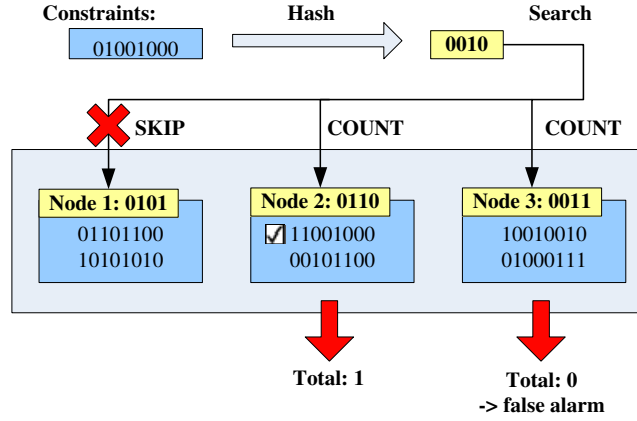 Constraints:
Hash
Search
01001000
0010
SKIP
COUNT
COUNT
Node 1: 0101
01101100
10101010
Node 2: 0110
11001000
00101100
Node 3: 0011
10010010
01000111
Total: 1
Total: 0
-> false alarm